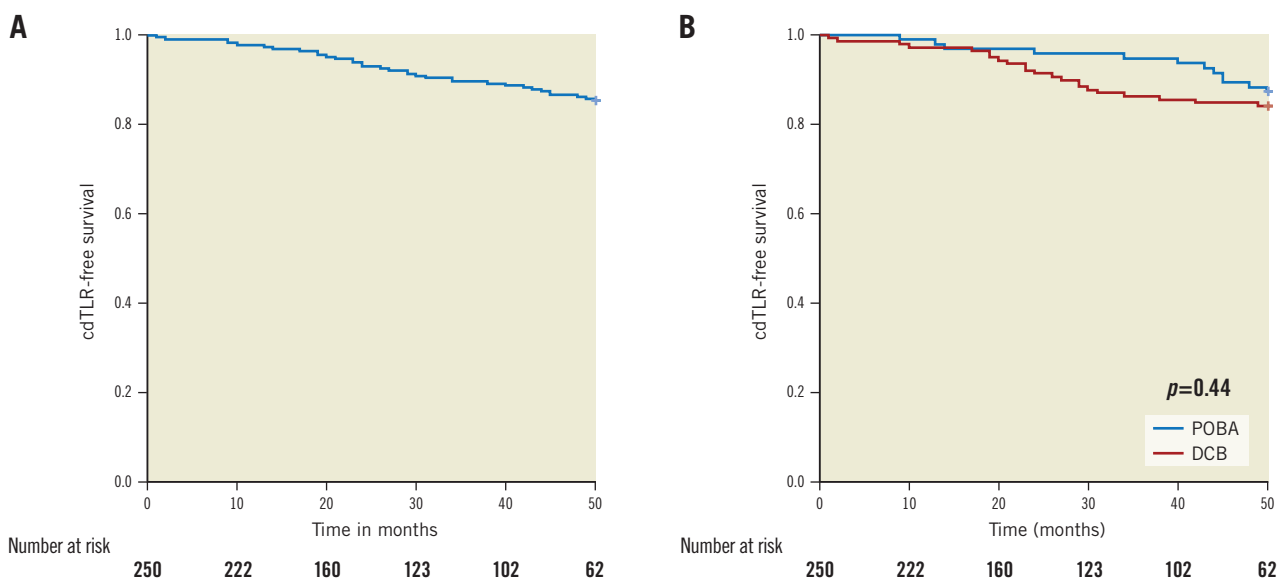 A
1.0
0.8
0.6
0.4
0.2
0.0
cdTLR-free survival
0 10 20 30 40 50
Time in months
Number at risk
250 222 160 123 102 62
B
1.0
0.8
0.6
0.4
0.2
0.0
cdTLR-free survival
p=0.44
POBA
DCB
0 10 20 30 40 50
Time (months)
Number at risk
250 222 160 123 102 62